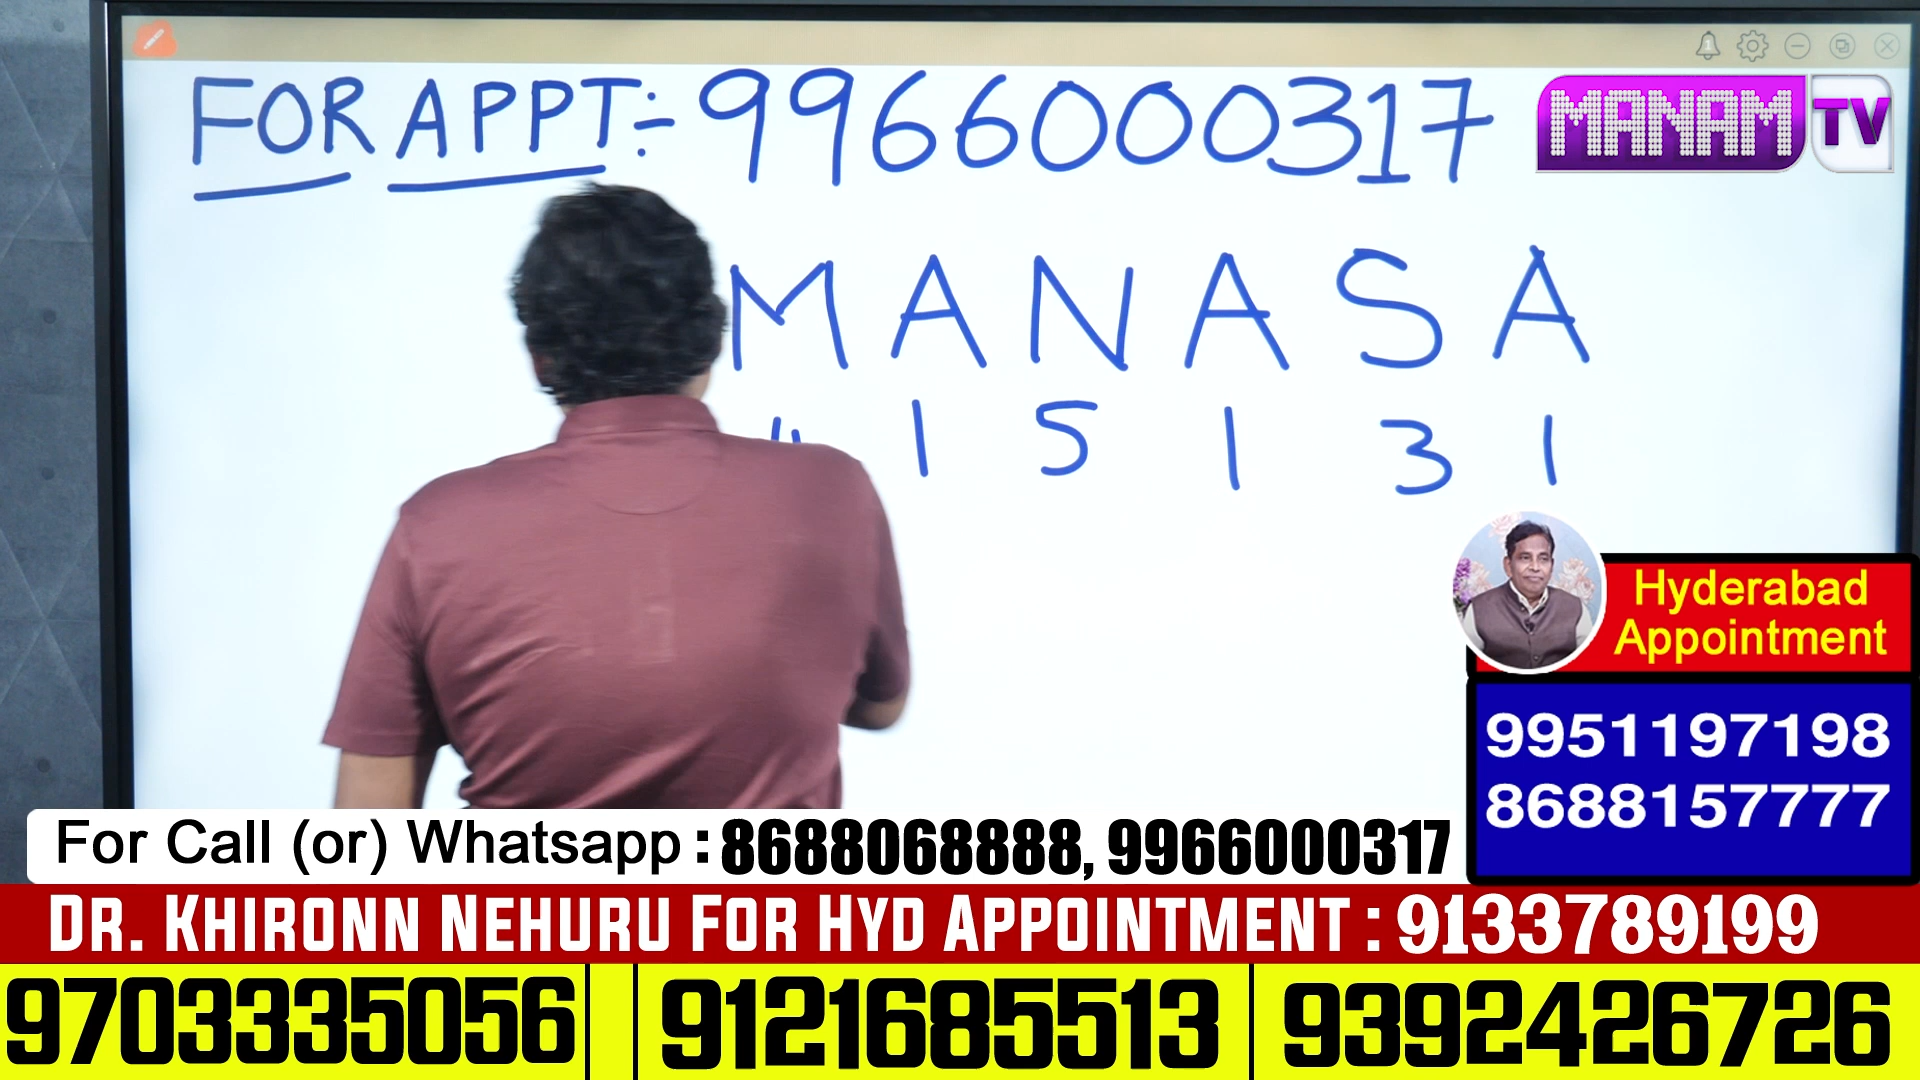 FOR APPT:- 9966000317
MANAM TV
MANASA
1 5 1 3 1
Hyderabad
Appointment
9951197198
8688157777
For Call (or) Whatsapp : 8688068888, 9966000317
DR. KHIRONN NEHURU FOR HYD APPOINTMENT : 9133789199
9703335056
9121685513
9392426726